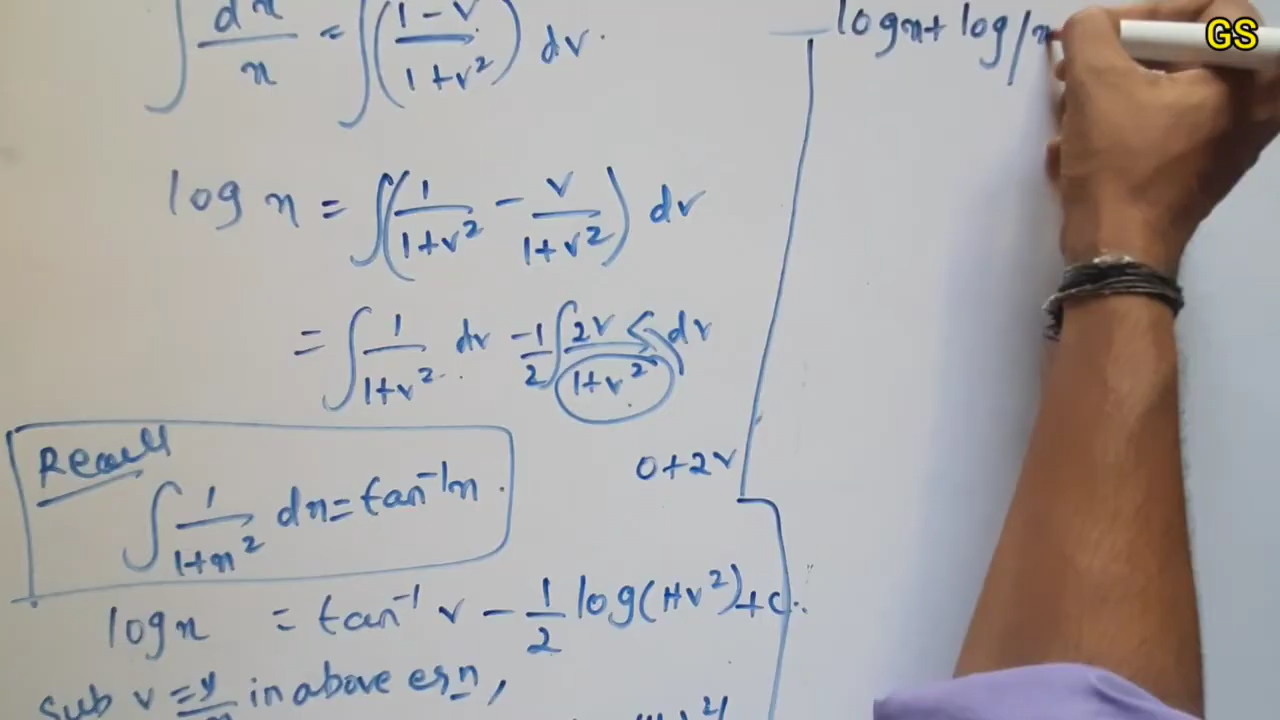 ∫ dx/x = ∫ ((1-v)/(1+v²)) dv.
log x = ∫ (1/(1+v²) - v/(1+v²)) dv
= ∫ 1/(1+v²) dv -1/2 ∫ 2v/(1+v²) dv
0+2v
Recall
∫ 1/(1+x²) dx = tan⁻¹x.
log x = tan⁻¹ v - 1/2 log(1+v²)+c.
Sub v = y/x in above esn,
log x + log
GS